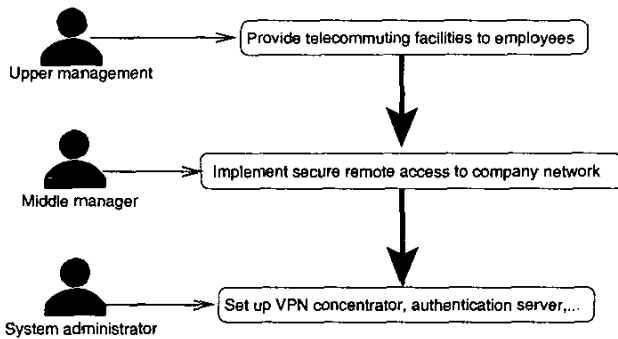 Provide telecommuting facilities to employees
Upper management
Implement secure remote access to company network
Middle manager
Set up VPN concentrator, authentication server,...
System administrator